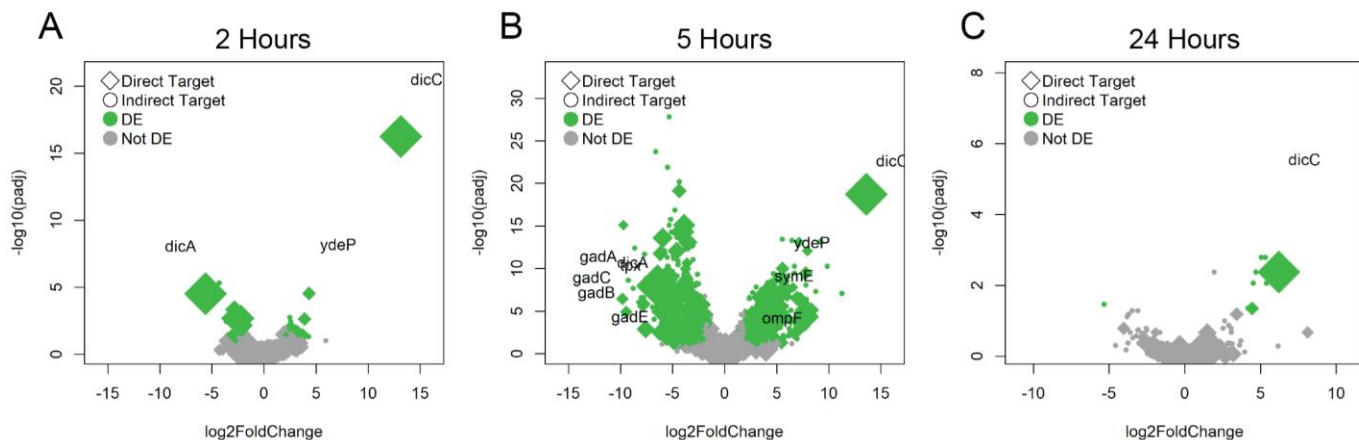 A
2 Hours
Direct Target
Indirect Target
DE
Not DE
dicC
dicA
ydeP
-log10(padj)
20
15
10
5
0
-15
-10
-5
0
5
10
15
log2FoldChange
B
5 Hours
Direct Target
Indirect Target
DE
Not DE
dicC
ydeP
gadA
dicA
tpx
gadC
symE
gadB
gadE
ompF
-log10(padj)
30
25
20
15
10
5
0
-15
-10
-5
0
5
10
15
log2FoldChange
C
24 Hours
Direct Target
Indirect Target
DE
Not DE
dicC
-log10(padj)
8
6
4
2
0
-10
-5
0
5
10
log2FoldChange